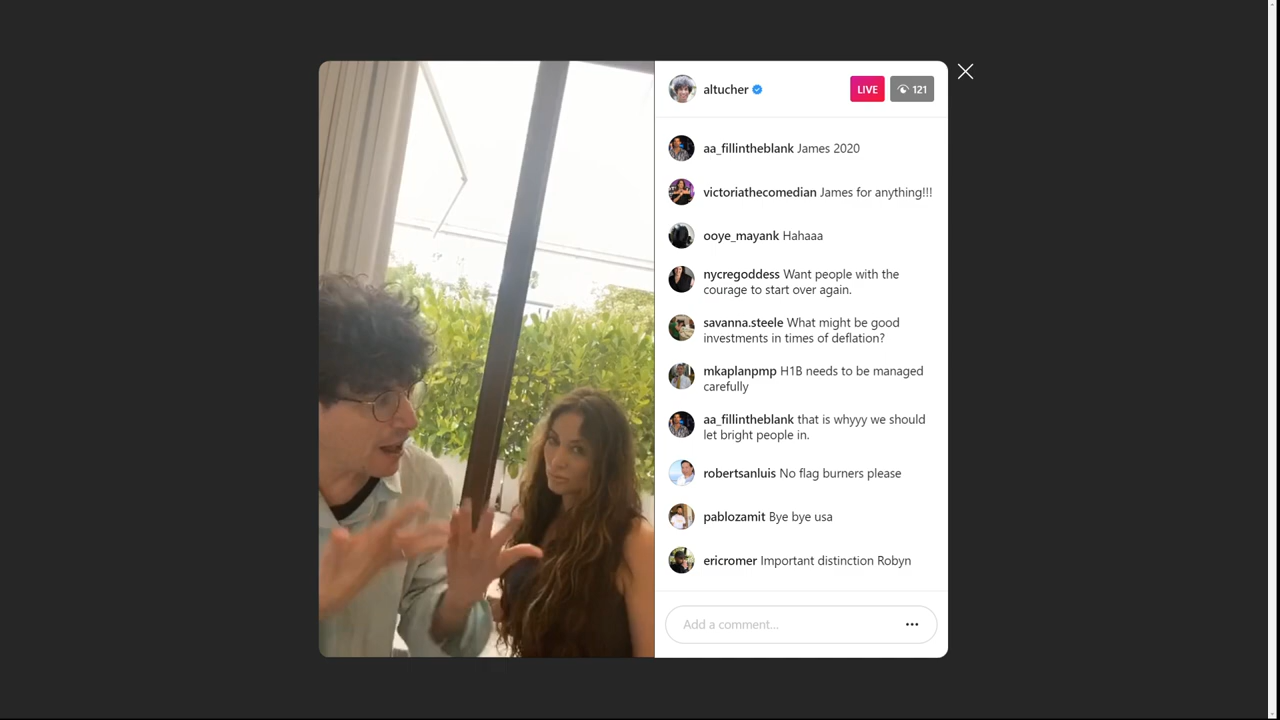 altucher
LIVE
121
aa_fillintheblank James 2020
victoriathecomedian James for anything!!!
ooye_mayank Hahaaa
nycregoddess Want people with the
courage to start over again.
savanna.steele What might be good
investments in times of deflation?
mkaplanpmp H1B needs to be managed
carefully
aa_fillintheblank that is whyyy we should
let bright people in.
robertsanluis No flag burners please
pablozamit Bye bye usa
ericromer Important distinction Robyn
Add a comment...